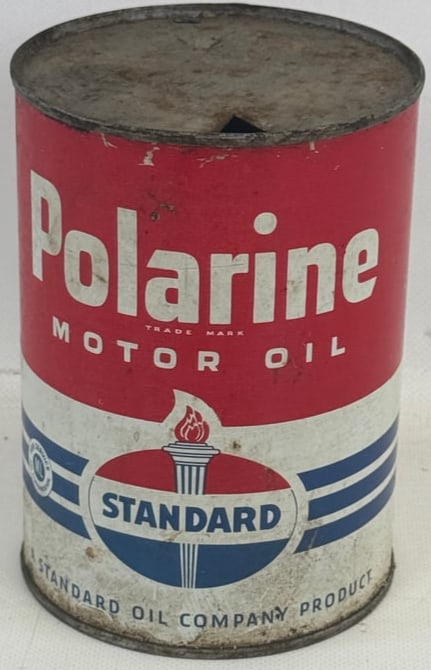 Polarine
TRADE MARK
MOTOR OIL
STANDARD
A STANDARD OIL COMPANY PRODUCT